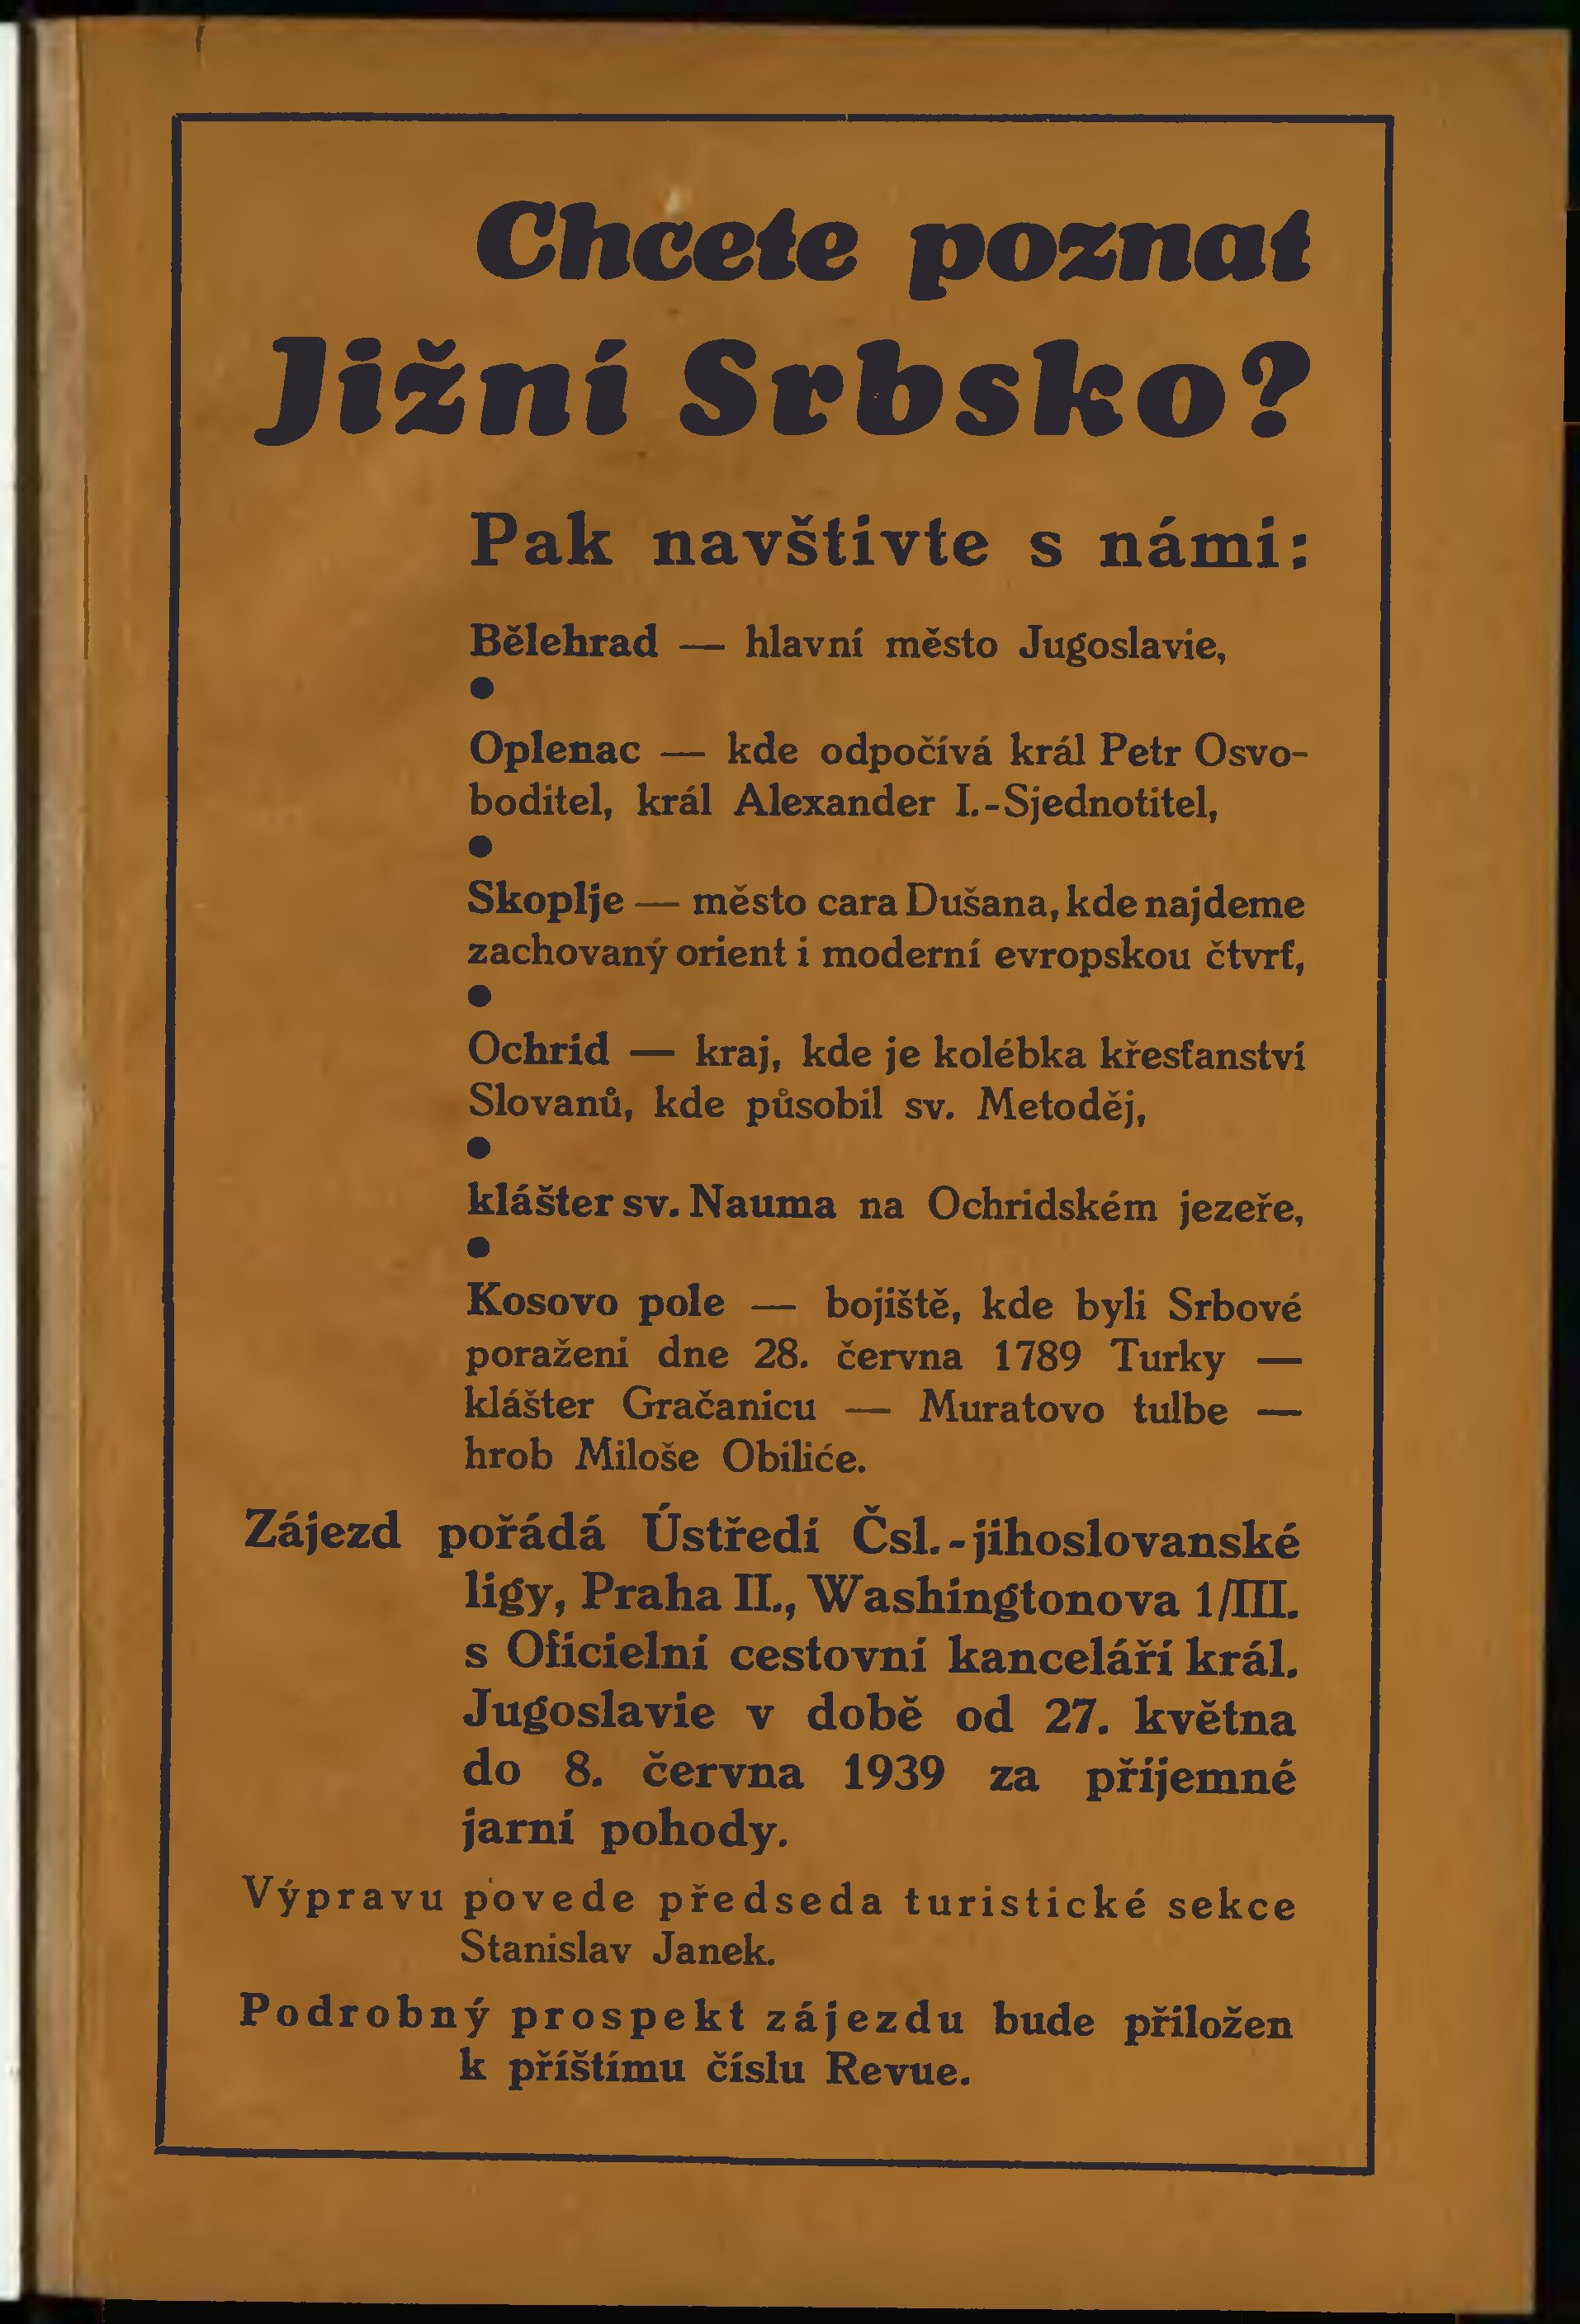 Chcete poznat
Jižní Srbsko?
Pak navštivte s námi:
Bělehrad — hlavní město Jugoslavie,
●
Oplenac — kde odpočívá král Petr Osvo-
boditel, král Alexander I.-Sjednotitel,
●
Skoplje — město cara Dušana, kde najdeme
zachovaný orient i moderní evropskou čtvrť,
●
Ochrid — kraj, kde je kolébka křesťanství
Slovanů, kde působil sv. Metoděj,
●
klášter sv. Nauma na Ochridském jezeře,
●
Kosovo pole — bojiště, kde byli Srbové
poraženi dne 28. června 1789 Turky —
klášter Gračanicu — Muratovo tulbe —
hrob Miloše Obiliće.
Zájezd pořádá Ústředí Čsl.-jihoslovanské
ligy, Praha II., Washingtonova 1/III.
s Oficielní cestovní kanceláří král.
Jugoslavie v době od 27. května
do 8. června 1939 za příjemné
jarní pohody.
Výpravu povede předseda turistické sekce
Stanislav Janek.
Podrobný prospekt zájezdu bude přiložen
k příštímu číslu Revue.